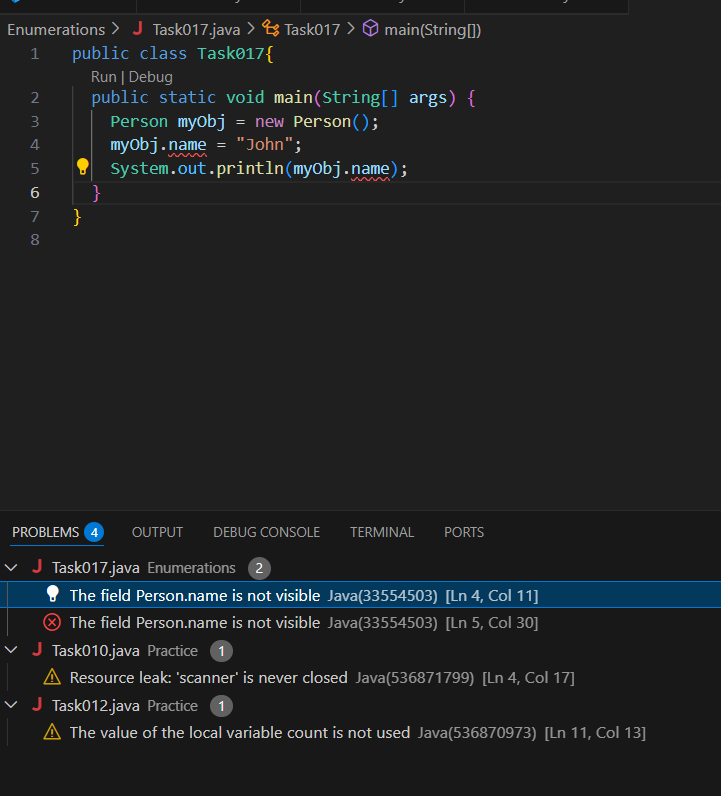 Enumerations > J Task017.java > Task017 > main(String[])
1 public class Task017{
Run | Debug
2 public static void main(String[] args) {
3 Person myObj = new Person();
4 myObj.name = "John";
5 System.out.println(myObj.name);
6 }
7 }
8
PROBLEMS 4 OUTPUT DEBUG CONSOLE TERMINAL PORTS
J Task017.java Enumerations 2
The field Person.name is not visible Java(33554503) [Ln 4, Col 11]
The field Person.name is not visible Java(33554503) [Ln 5, Col 30]
J Task010.java Practice 1
Resource leak: 'scanner' is never closed Java(536871799) [Ln 4, Col 17]
J Task012.java Practice 1
The value of the local variable count is not used Java(536870973) [Ln 11, Col 13]